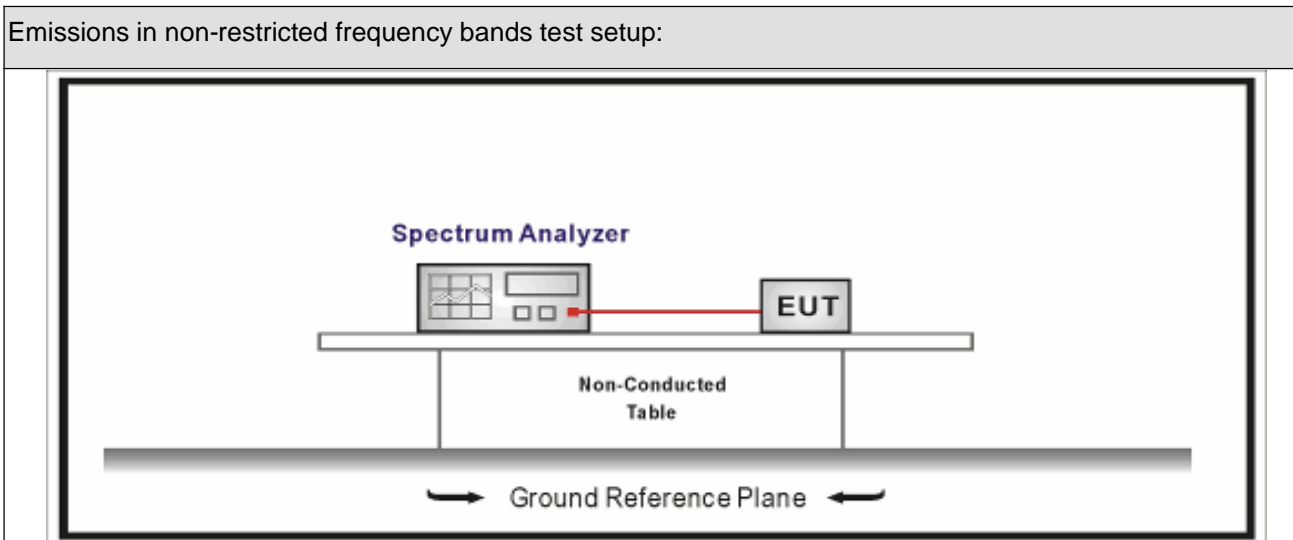 Emissions in non-restricted frequency bands test setup:
Spectrum Analyzer
EUT
Non-Conducted
Table
Ground Reference Plane